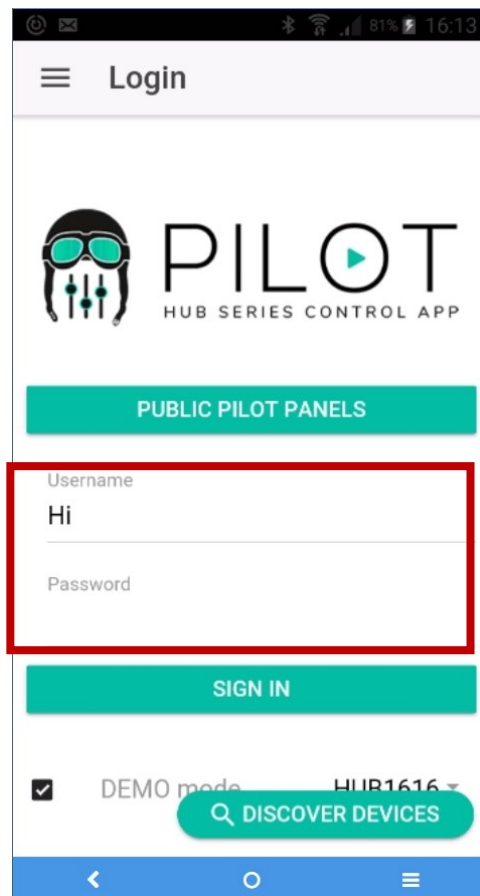 81% 16:13
Login
PILOT
HUB SERIES CONTROL APP
PUBLIC PILOT PANELS
Username
Hi
Password
SIGN IN
DEMO mode HUB1616
DISCOVER DEVICES